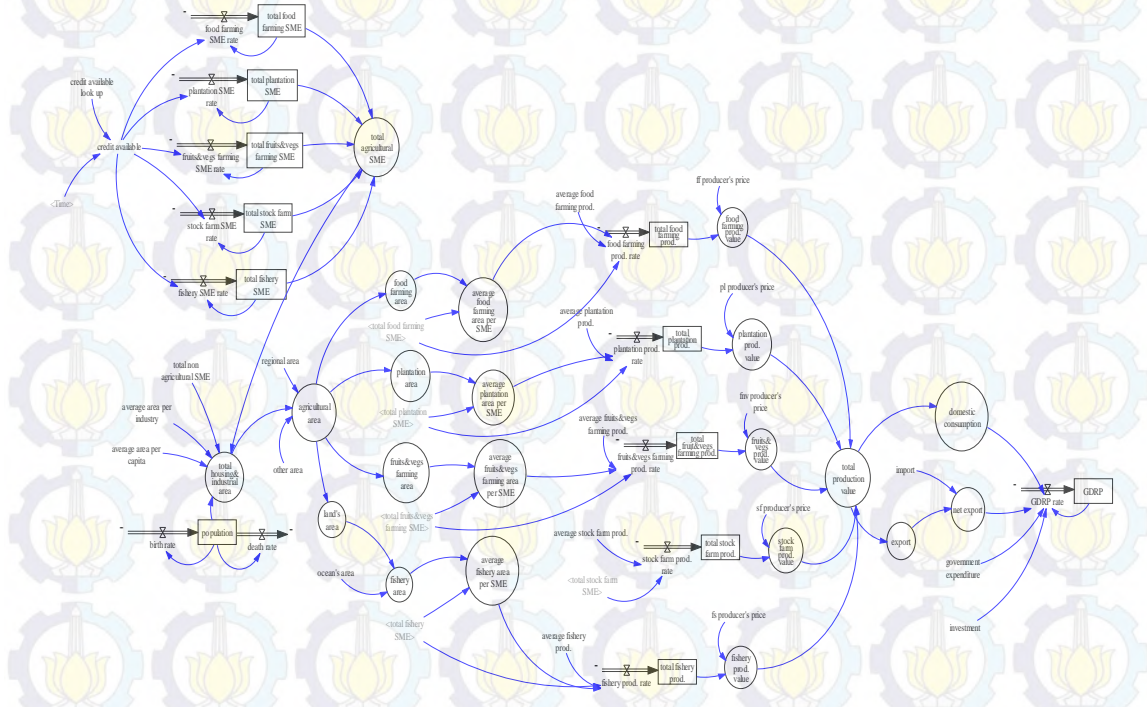 total food
farming SME
food farming
SME rate
total plantation
SME
plantation SME
rate
credit available
look up
credit available
<Time>
total fruits&vegs
farming SME
fruits&vegs farming
SME rate
total
agricultural
SME
total stock farm
SME
stock farm SME
rate
total fishery
SME
fishery SME rate
total non
agricultural SME
average area per
industry
average area per
capita
total
housing&
industrial
area
population
birth rate
death rate
regional area
agricultural
area
other area
land's
area
ocean's area
food
farming
area
average
food
farming
area per
SME
<total food farming
SME>
plantation
area
average
plantation
area per
SME
<total plantation
SME>
fruits&vegs
farming
area
average
fruits&vegs
farming area
per SME
<total fruits&vegs
farming SME>
fishery
area
average
fishery area
per SME
<total fishery
SME>
average food
farming prod.
food farming
prod. rate
total food
farming
prod.
ff producer's price
food
farming
prod.
value
average plantation
prod.
plantation prod.
rate
total
plantation
prod.
pl producer's price
plantation
prod.
value
average fruits&vegs
farming prod.
fruits&vegs farming
prod. rate
total
fruit&vegs
farming prod.
fnv producer's
price
fruits&
vegs prod.
value
average stock farm prod.
stock farm prod.
rate
<total stock farm
SME>
total stock
farm prod.
sf producer's price
stock
farm
prod.
value
average fishery
prod.
fishery prod. rate
total fishery
prod.
fs producer's price
fishery
prod.
value
total
production
value
domestic
consumption
import
net export
export
government
expenditure
investment
GDRP rate
GDRP